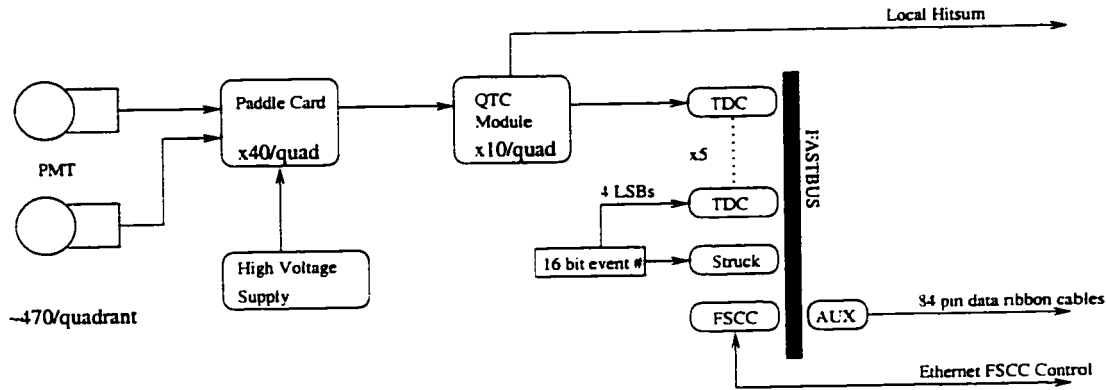 Local Hitsum
PMT
~470/quadrant
Paddle Card
x40/quad
High Voltage
Supply
QTC
Module
x10/quad
TDC
x5
4 LSBs
TDC
16 bit event #
Struck
FSCC
FASTBUS
AUX
84 pin data ribbon cables
Ethernet FSCC Control